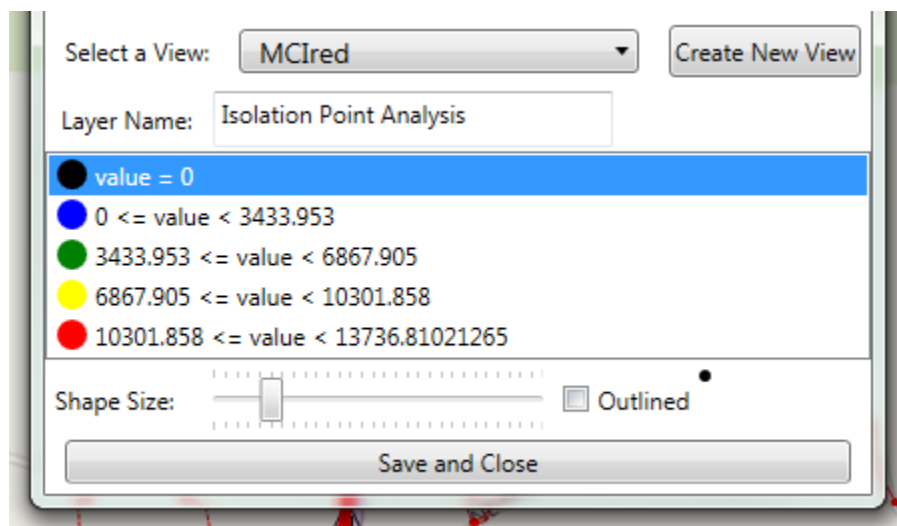 Select a View: MCIred Create New View
Layer Name: Isolation Point Analysis
value = 0
0 <= value < 3433.953
3433.953 <= value < 6867.905
6867.905 <= value < 10301.858
10301.858 <= value < 13736.81021265
Shape Size: Outlined
Save and Close